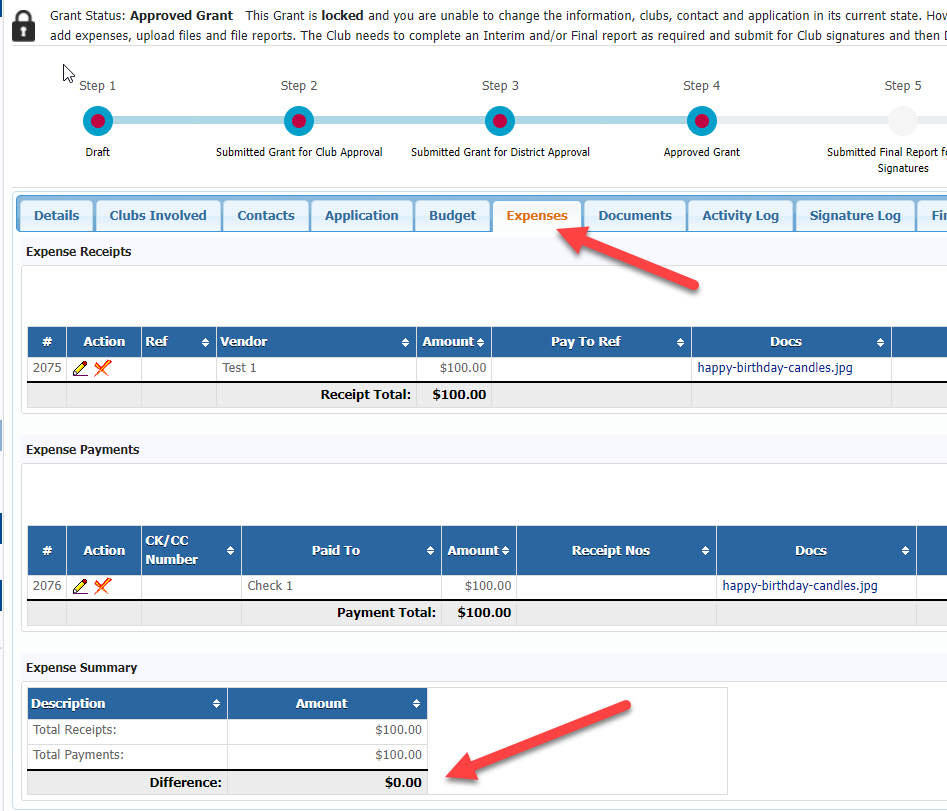 Grant Status: Approved Grant This Grant is locked and you are unable to change the information, clubs, contact and application in its current state.
add expenses, upload files and file reports. The Club needs to complete an Interim and/or Final report as required and submit for Club signatures and then
Step 1 Step 2 Step 3 Step 4 Step 5
Draft Submitted Grant for Club Approval Submitted Grant for District Approval Approved Grant Submitted Final Report
Signatures
Details Clubs Involved Contacts Application Budget Expenses Documents Activity Log Signature Log
Expense Receipts
# Action Ref Vendor Amount Pay To Ref Docs
2075 Test 1 $100.00 happy-birthday-candles.jpg
Receipt Total: $100.00
Expense Payments
CK/CC
# Action Number Paid To Amount Receipt Nos Docs
2076 Check 1 $100.00 happy-birthday-candles.jpg
Payment Total: $100.00
Expense Summary
Description Amount
Total Receipts: $100.00
Total Payments: $100.00
Difference: $0.00